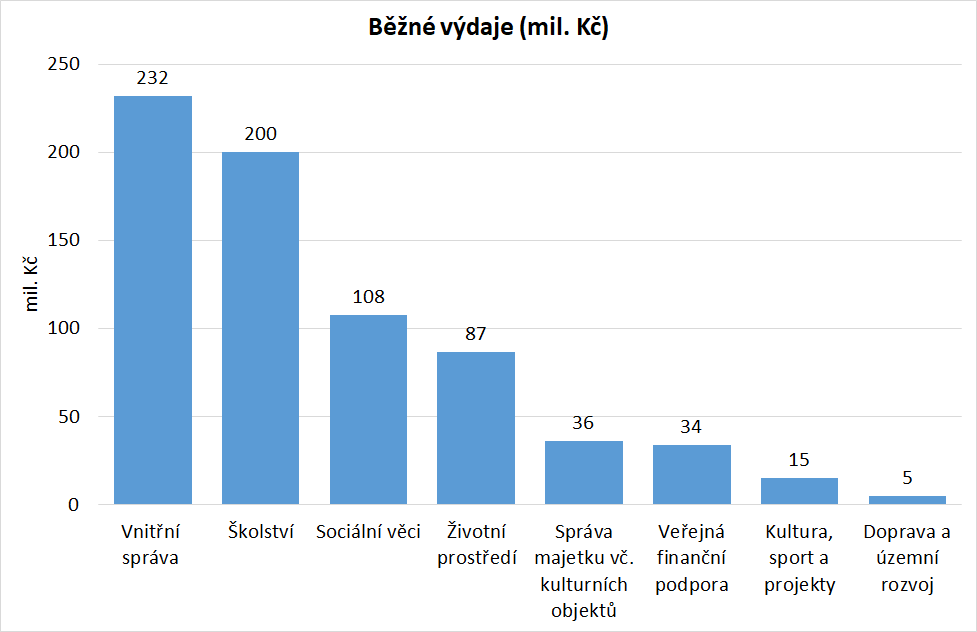 Běžné výdaje (mil. Kč)
mil. Kč
250
200
150
100
50
0
232
200
108
87
36
34
15
5
Vnitřní
správa
Školství
Sociální věci
Životní
prostředí
Správa
majetku vč.
kulturních
objektů
Veřejná
finanční
podpora
Kultura,
sport a
projekty
Doprava a
územní
rozvoj